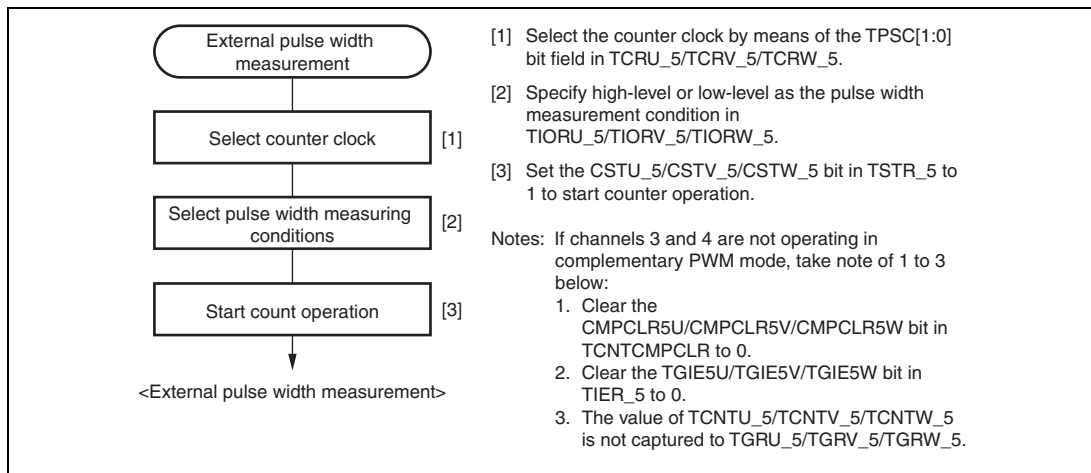 External pulse width
measurement
Select counter clock
[1]
Select pulse width measuring
conditions
[2]
Start count operation
[3]
<External pulse width measurement>
[1] Select the counter clock by means of the TPSC[1:0]
bit field in TCRU_5/TCRV_5/TCRW_5.
[2] Specify high-level or low-level as the pulse width
measurement condition in
TIORU_5/TIORV_5/TIORW_5.
[3] Set the CSTU_5/CSTV_5/CSTW_5 bit in TSTR_5 to
1 to start counter operation.
Notes: If channels 3 and 4 are not operating in
complementary PWM mode, take note of 1 to 3
below:
1. Clear the
CMPCLR5U/CMPCLR5V/CMPCLR5W bit in
TCNTCMPCLR to 0.
2. Clear the TGIE5U/TGIE5V/TGIE5W bit in
TIER_5 to 0.
3. The value of TCNTU_5/TCNTV_5/TCNTW_5
is not captured to TGRU_5/TGRV_5/TGRW_5.